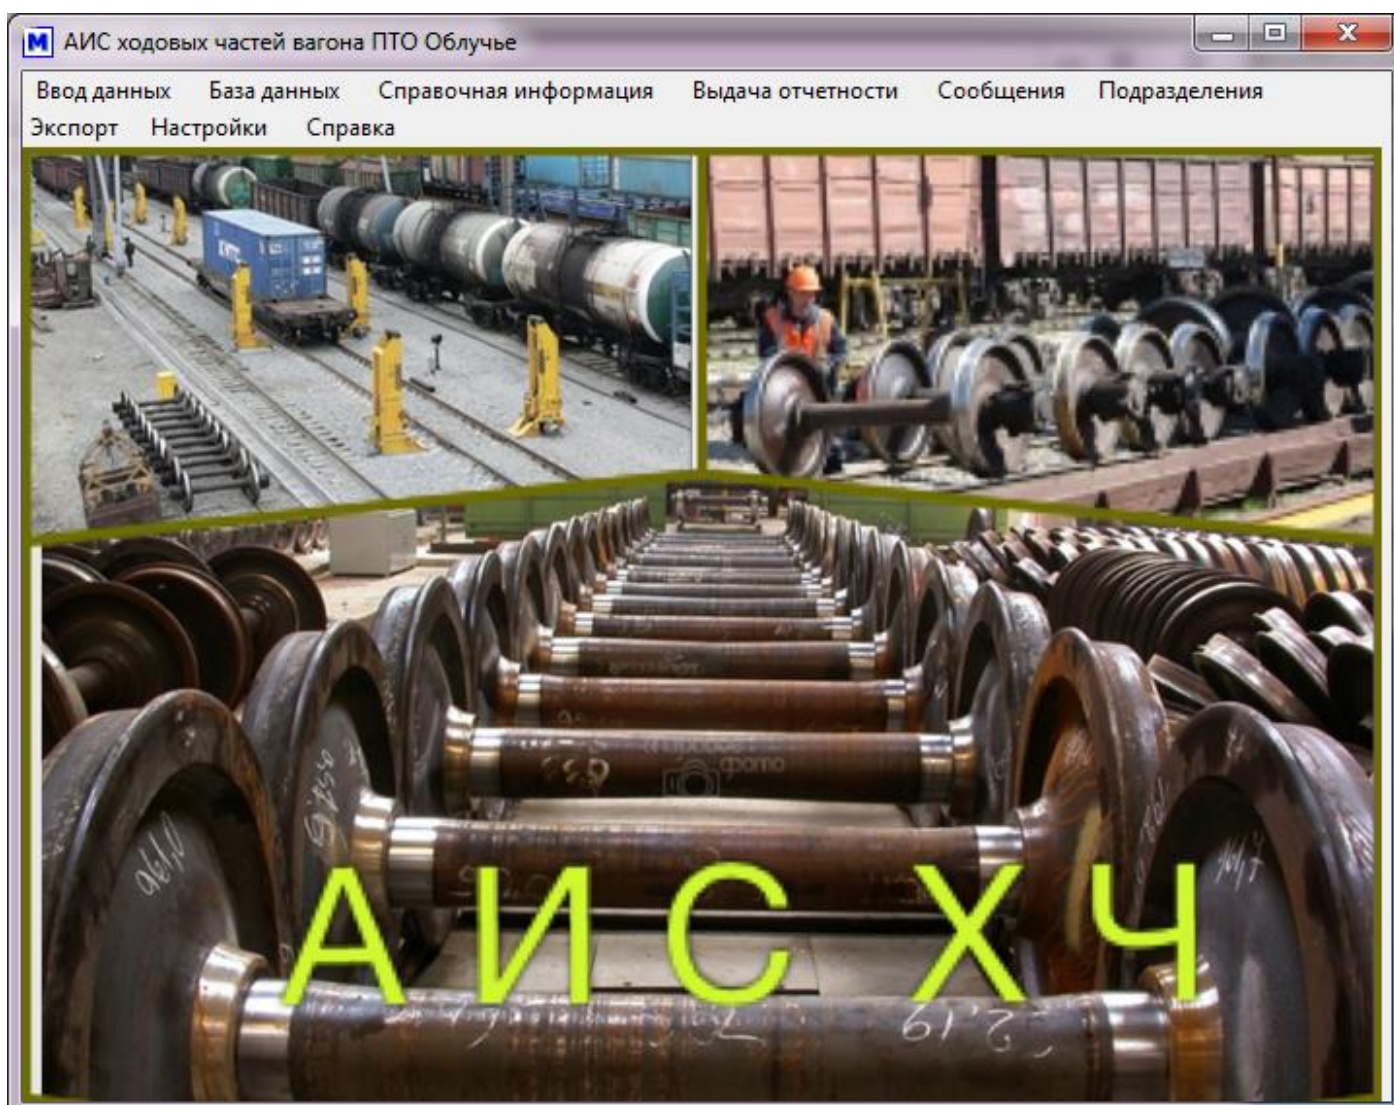 М АИС ходовых частей вагона ПТО Облучье
Ввод данных База данных Справочная информация Выдача отчетности Сообщения Подразделения
Экспорт Настройки Справка
фото
АИС ХЧ